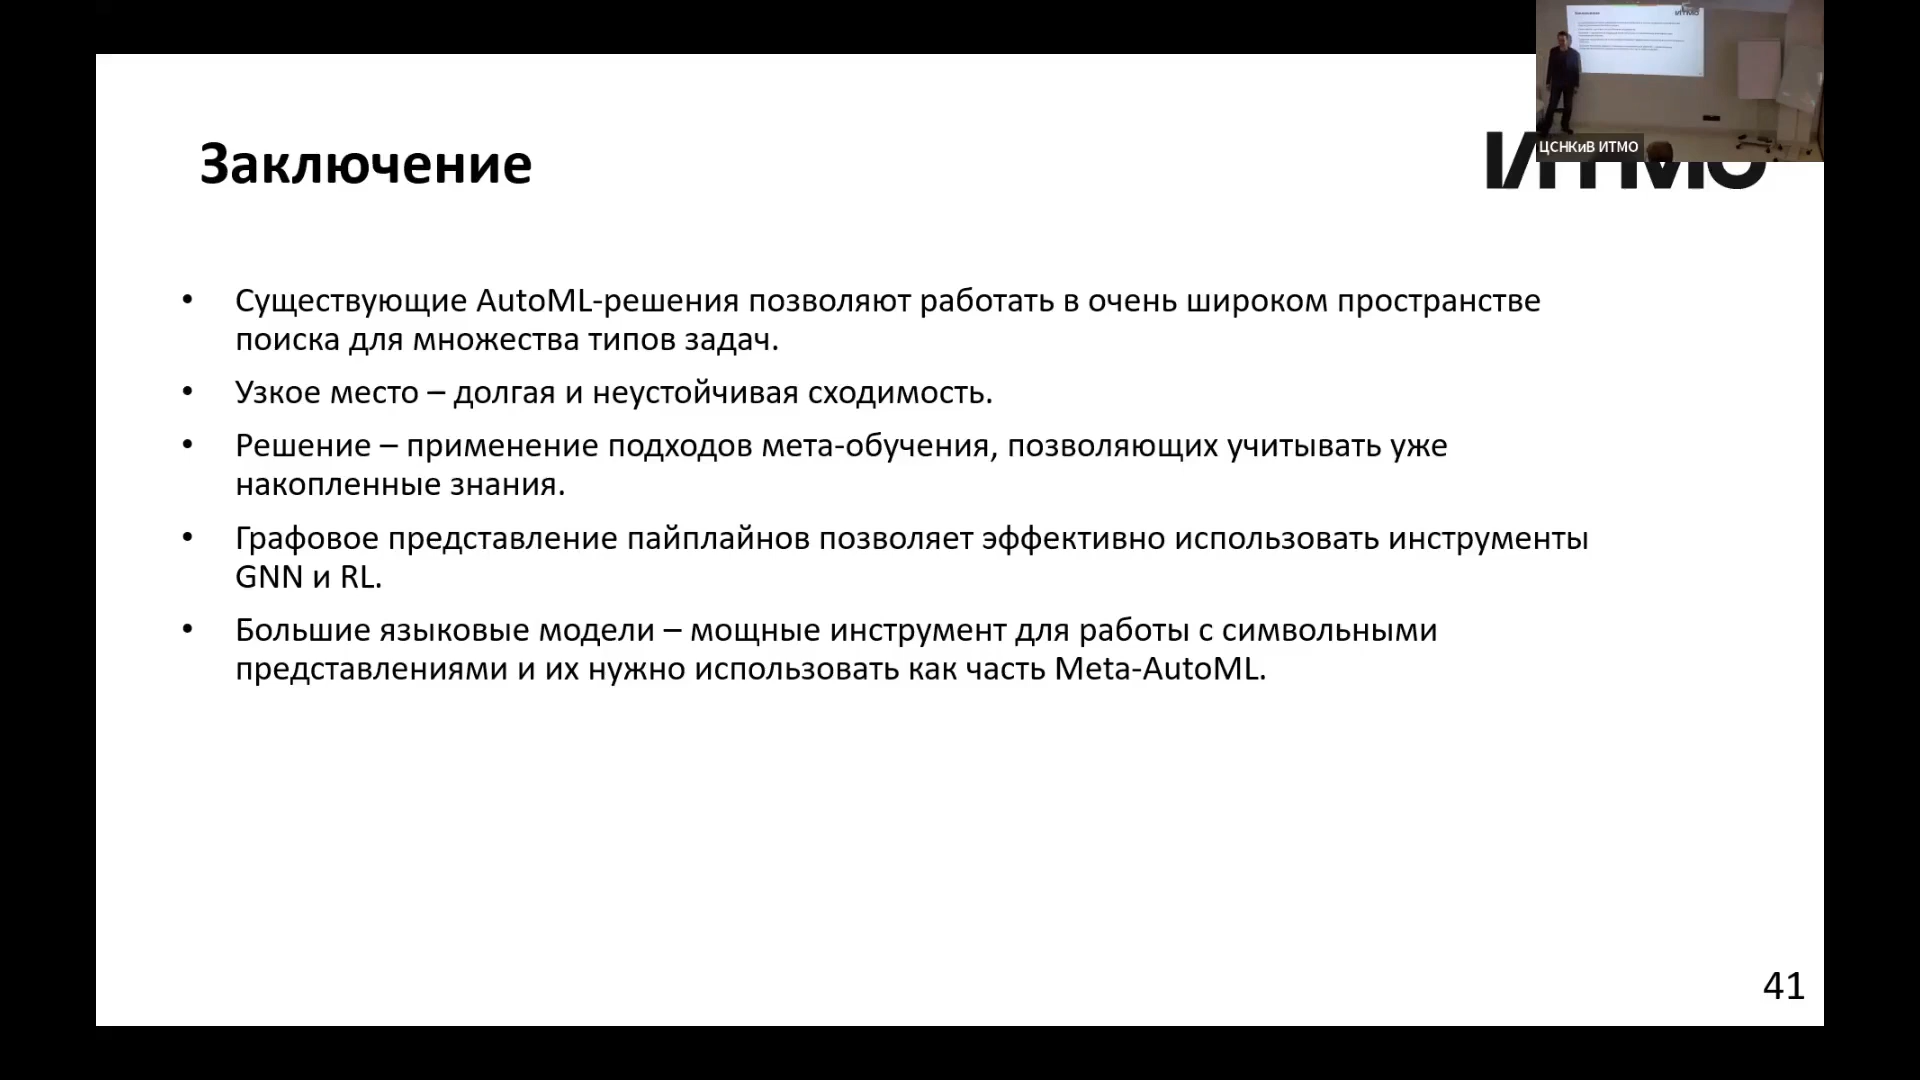 ЦСНКиВ ИТМО
Заключение
ИТМО
• Существующие AutoML-решения позволяют работать в очень широком пространстве
поиска для множества типов задач.
• Узкое место – долгая и неустойчивая сходимость.
• Решение – применение подходов мета-обучения, позволяющих учитывать уже
накопленные знания.
• Графовое представление пайплайнов позволяет эффективно использовать инструменты
GNN и RL.
• Большие языковые модели – мощные инструмент для работы с символьными
представлениями и их нужно использовать как часть Meta-AutoML.
41